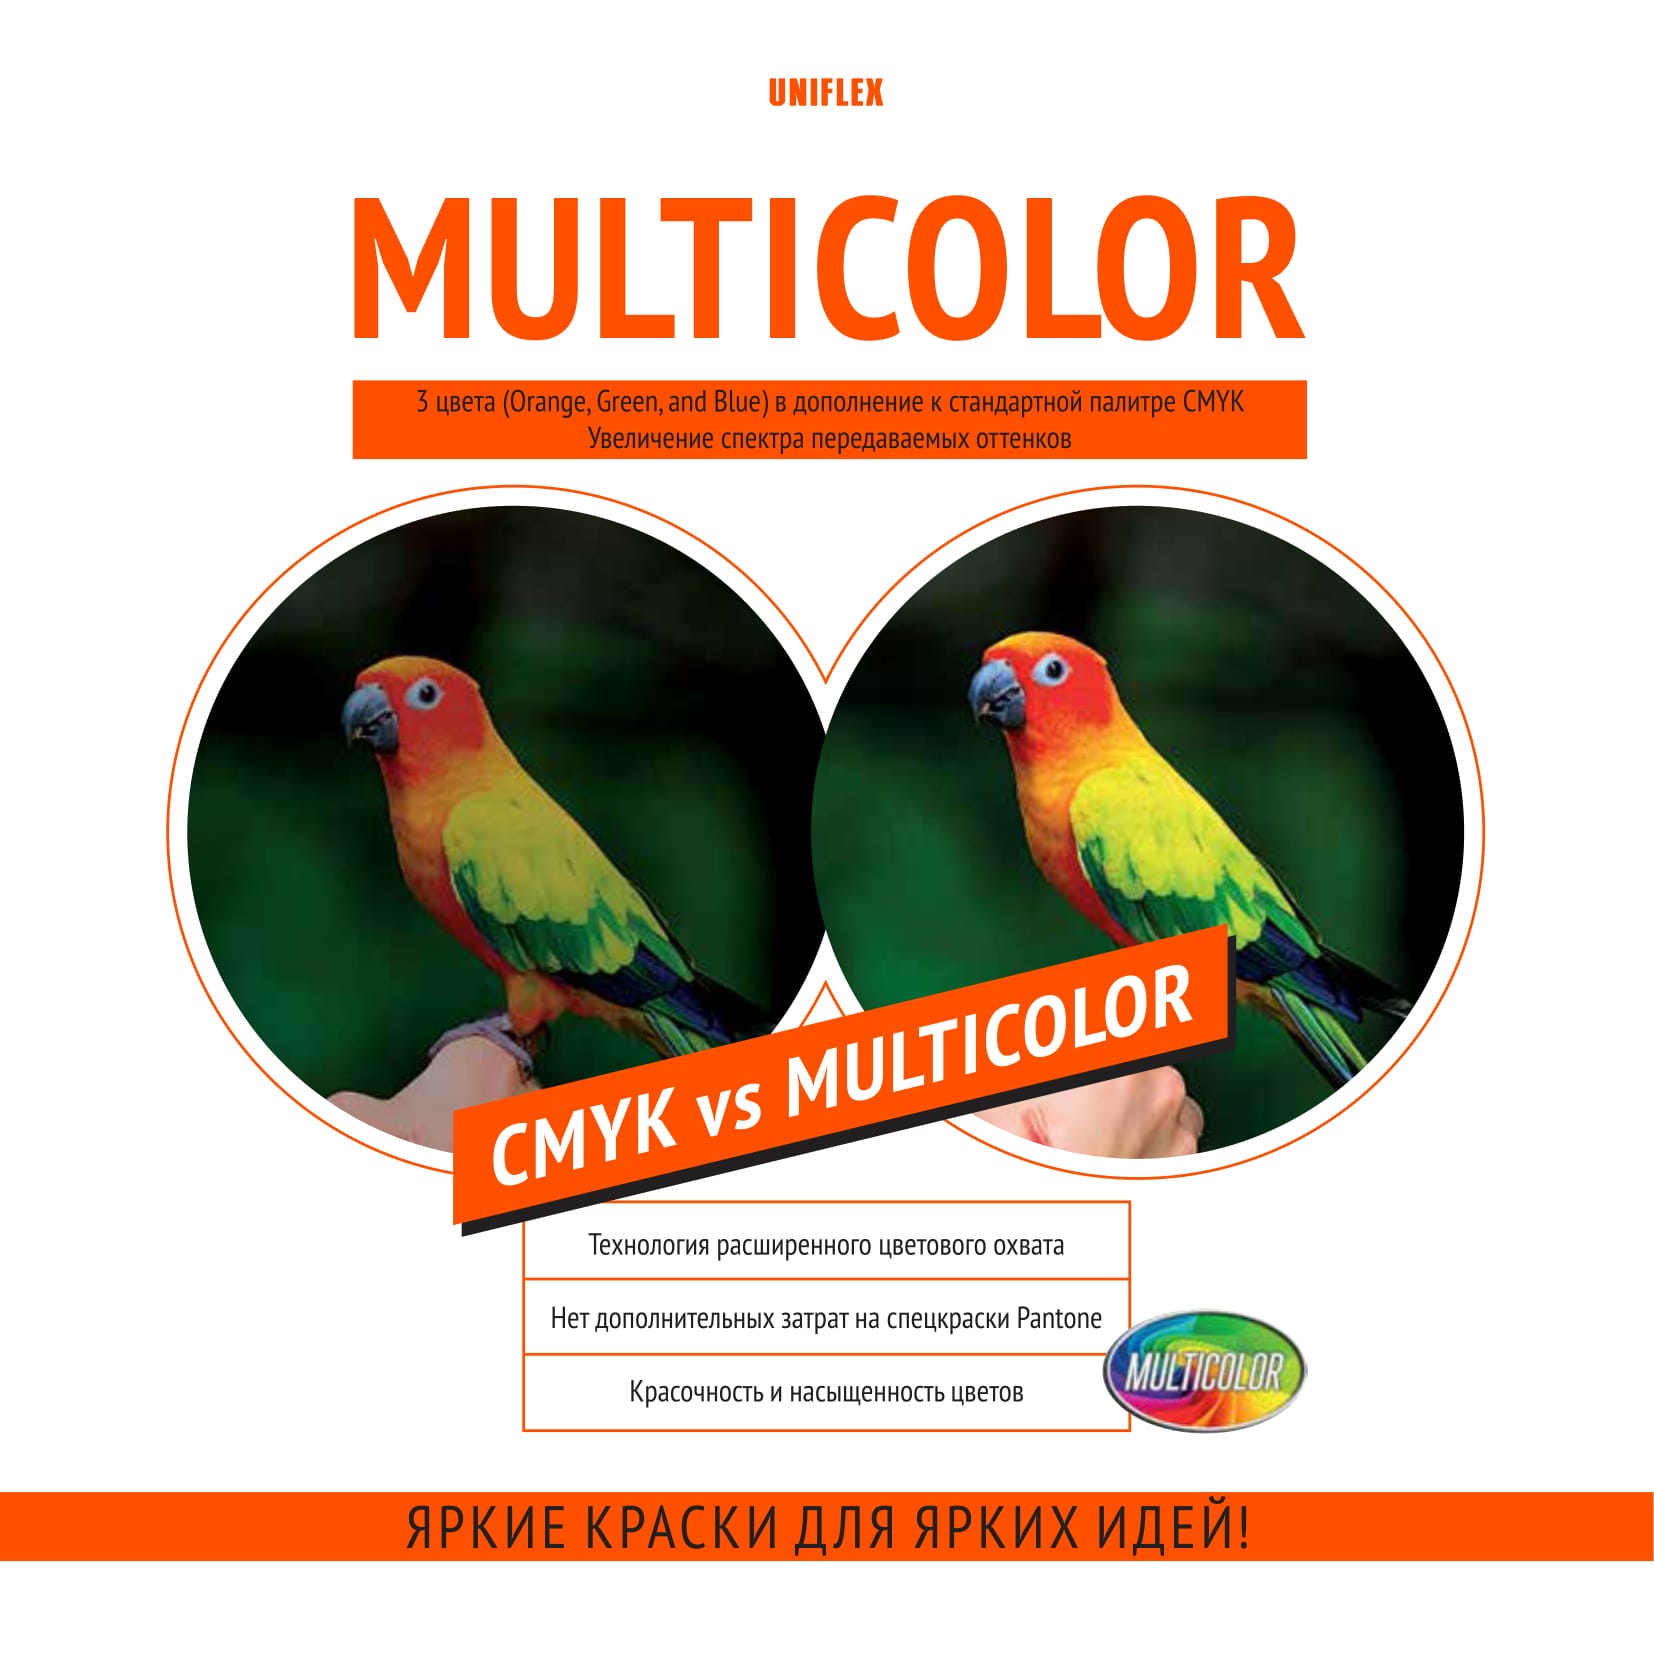 UNIFLEX
MULTICOLOR
3 цвета (Orange, Green, and Blue) в дополнение к стандартной палитре CMYK
Увеличение спектра передаваемых оттенков
CMYK vs MULTICOLOR
Технология расширенного цветового охвата
Нет дополнительных затрат на спецкраски Pantone
Красочность и насыщенность цветов
MULTICOLOR
ЯРКИЕ КРАСКИ ДЛЯ ЯРКИХ ИДЕЙ!